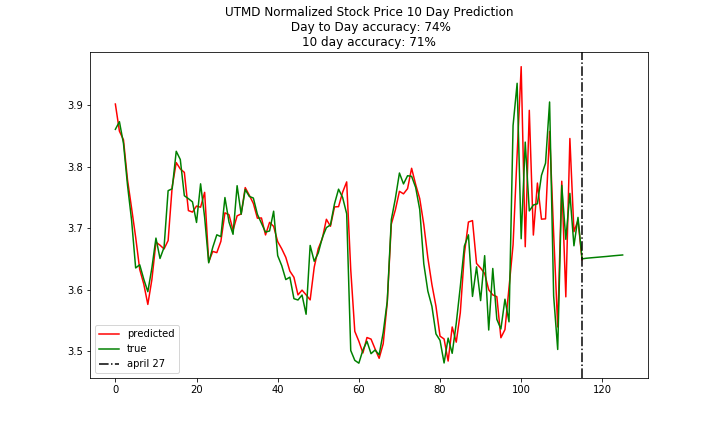 UTMD Normalized Stock Price 10 Day Prediction
Day to Day accuracy: 74%
10 day accuracy: 71%
3.9
3.8
3.7
3.6
3.5
predicted
true
april 27
0 20 40 60 80 100 120